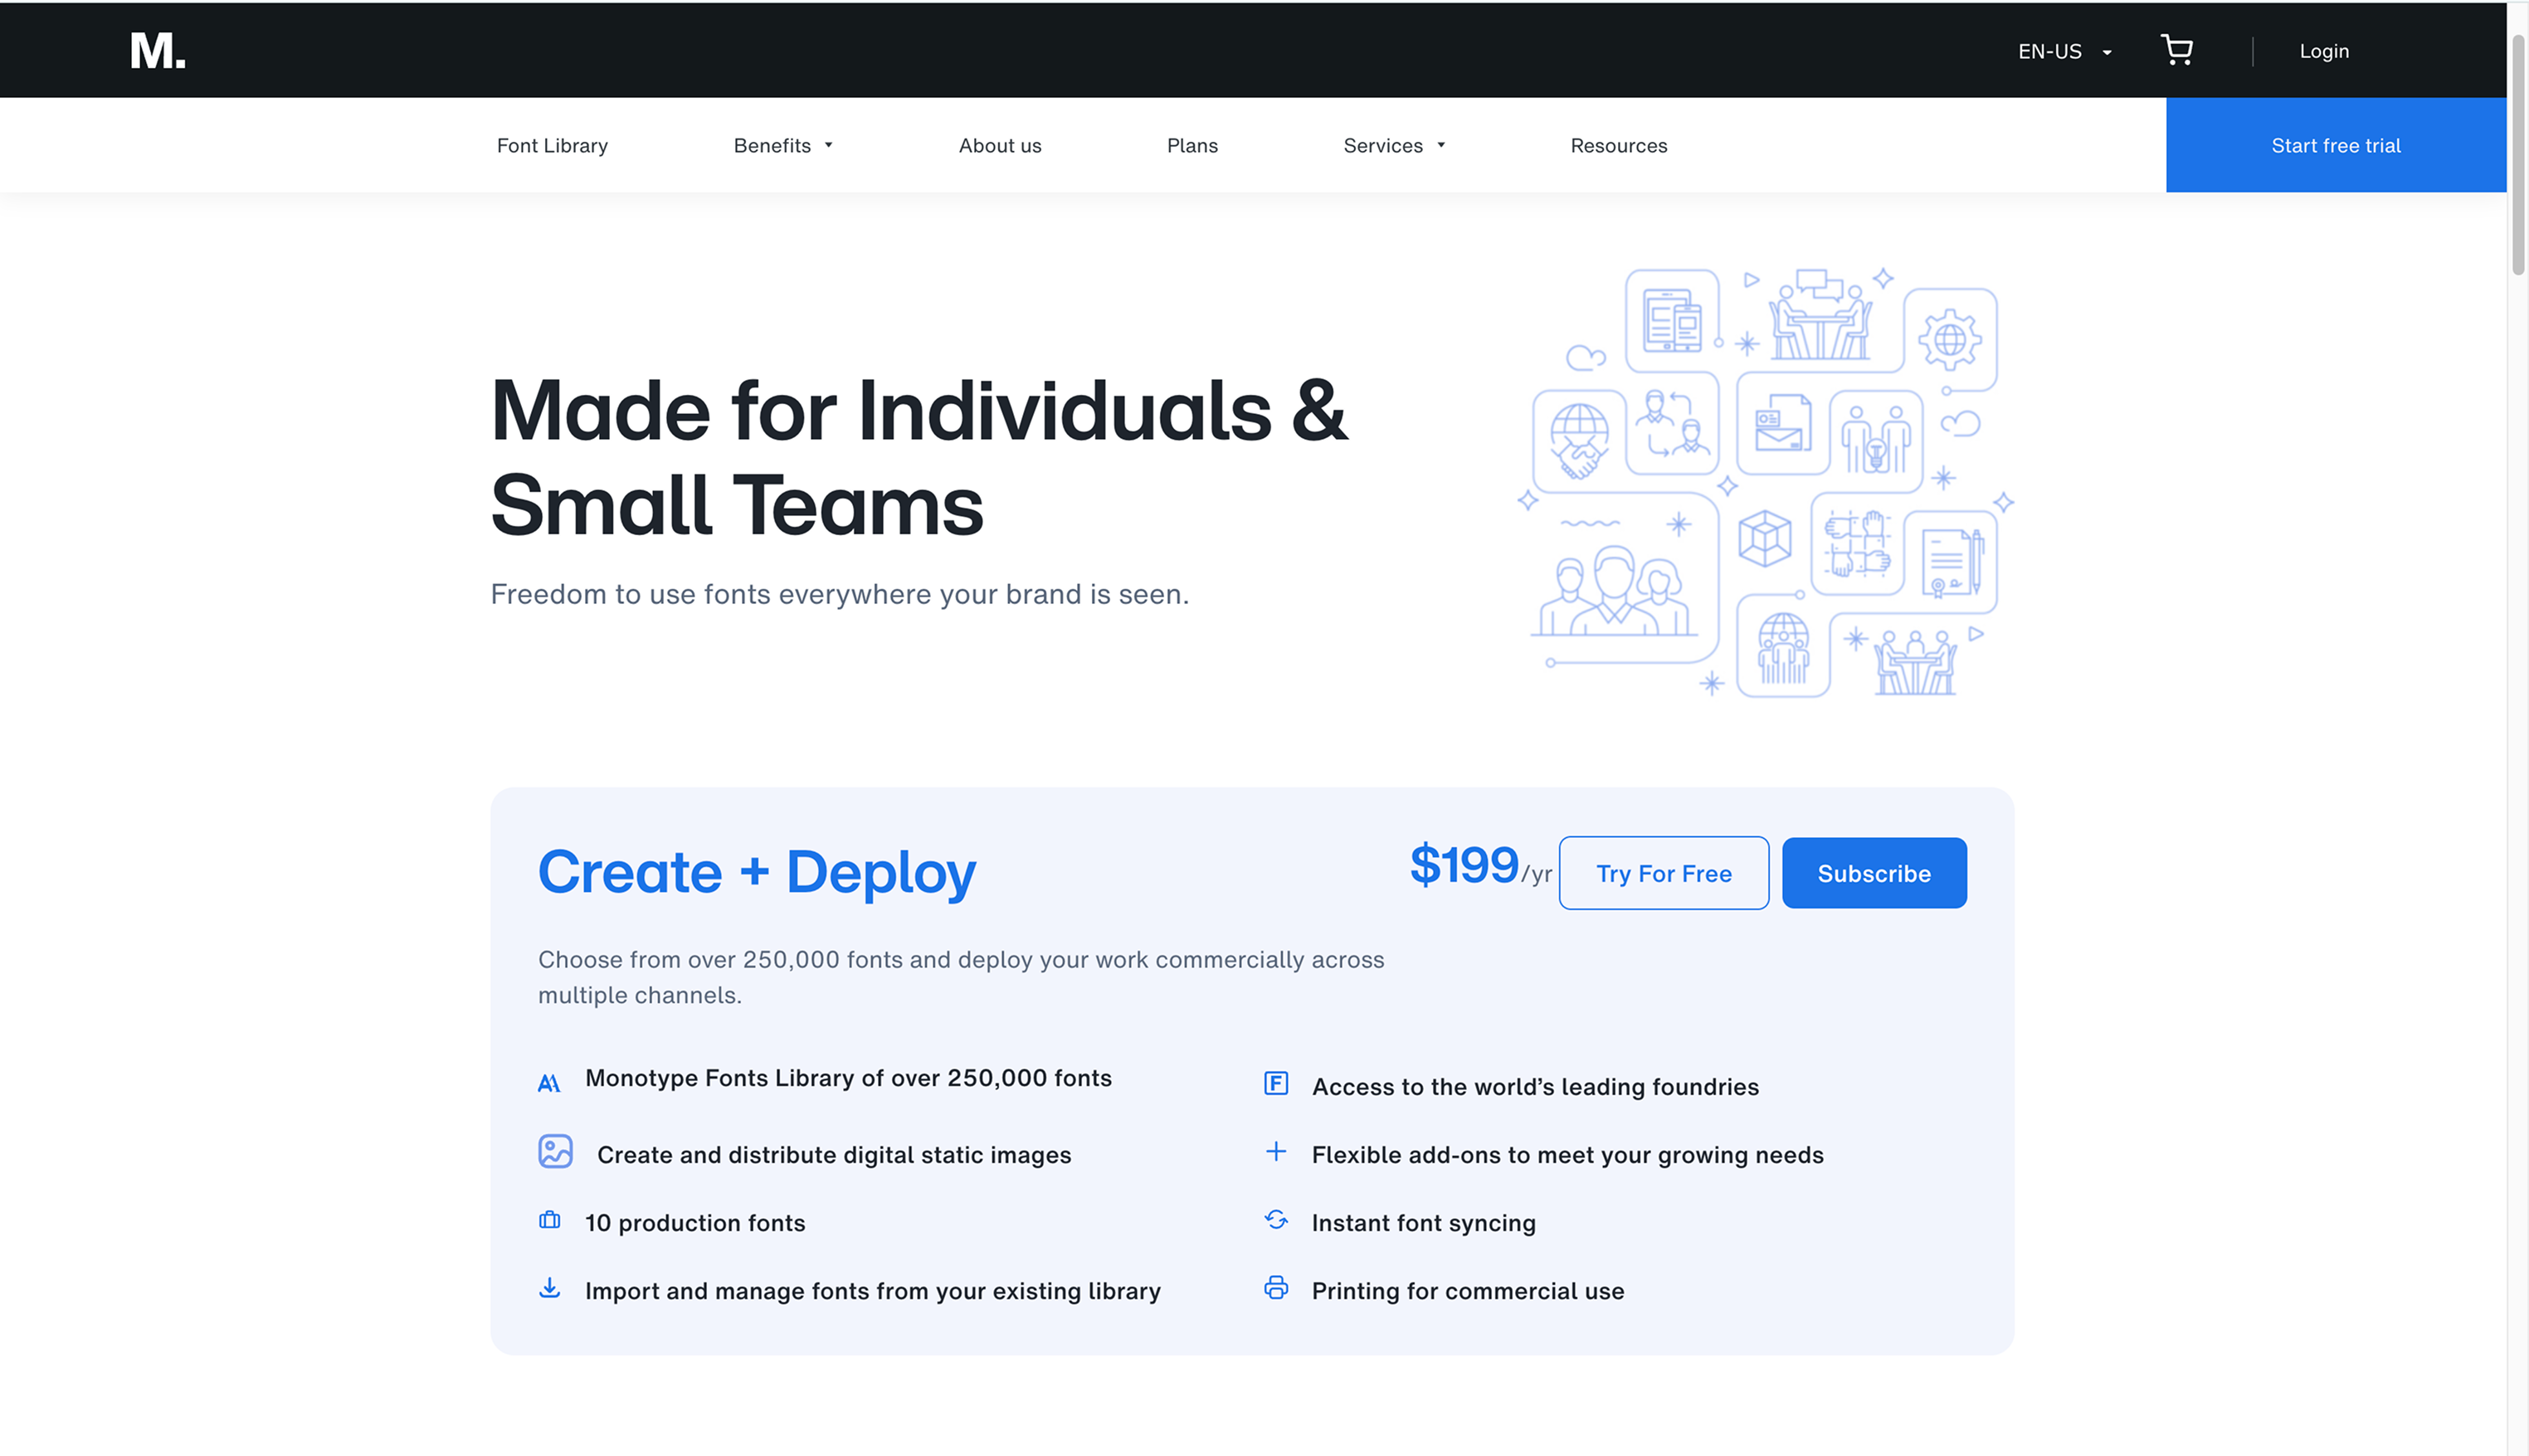 M.
EN-US
Login
Font Library
Benefits
About us
Plans
Services
Resources
Start free trial
Made for Individuals &
Small Teams
Freedom to use fonts everywhere your brand is seen.
Create + Deploy
$199/yr
Try For Free
Subscribe
Choose from over 250,000 fonts and deploy your work commercially across
multiple channels.
Monotype Fonts Library of over 250,000 fonts
Access to the world’s leading foundries
Create and distribute digital static images
Flexible add-ons to meet your growing needs
10 production fonts
Instant font syncing
Import and manage fonts from your existing library
Printing for commercial use